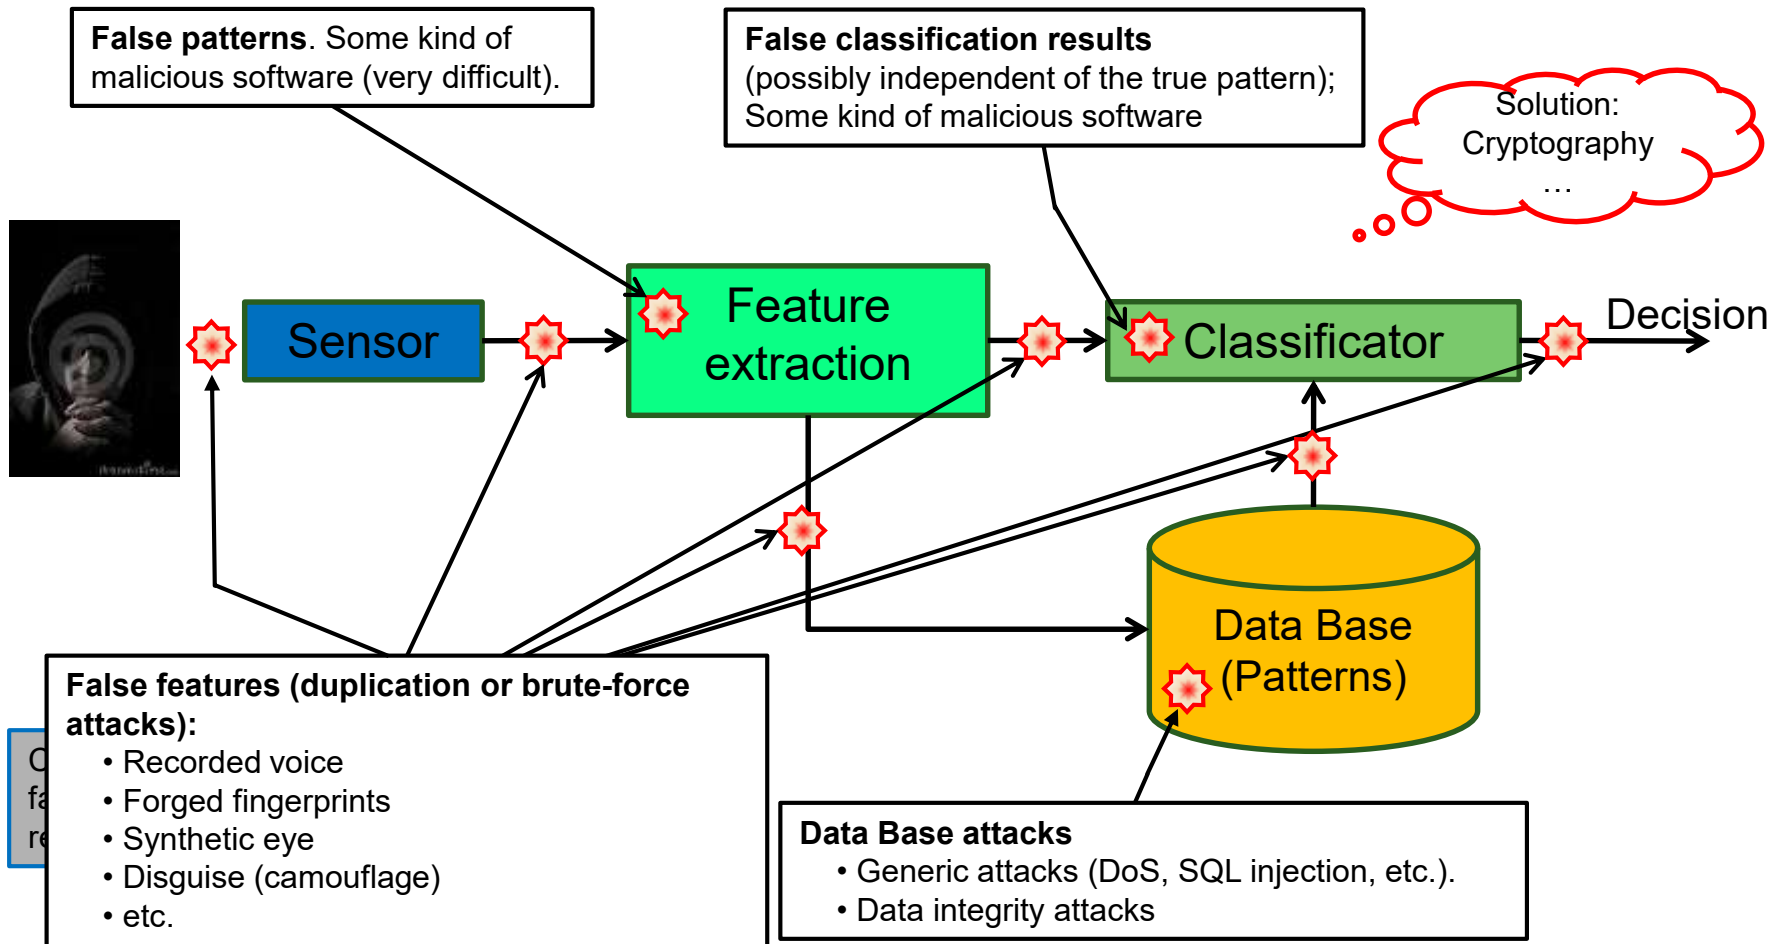 False patterns. Some kind of
malicious software (very difficult).
False classification results
(possibly independent of the true pattern);
Some kind of malicious software
Solution:
Cryptography
…
Sensor
Feature
extraction
Classificator
Decision
Data Base
(Patterns)
False features (duplication or brute-force
attacks):
• Recorded voice
• Forged fingerprints
• Synthetic eye
• Disguise (camouflage)
• etc.
Data Base attacks
• Generic attacks (DoS, SQL injection, etc.).
• Data integrity attacks